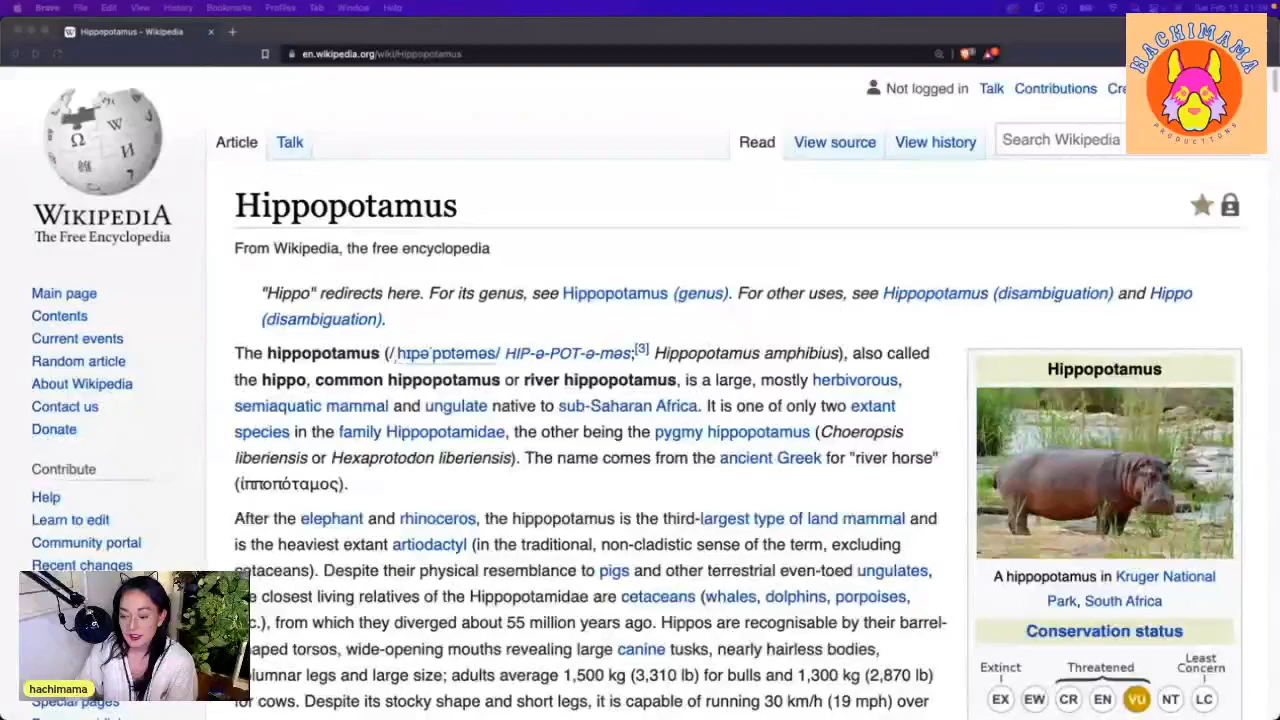 Brave File Edit View History Bookmarks Profiles Tab Window Help
Hippopotamus - Wikipedia
en.wikipedia.org/wiki/Hippopotamus
HACHIMAMA
PRODUCTIONS
Not logged in Talk Contributions Cre
Article Talk Read View source View history Search Wikipedia
WIKIPEDIA
The Free Encyclopedia
Hippopotamus
From Wikipedia, the free encyclopedia
"Hippo" redirects here. For its genus, see Hippopotamus (genus). For other uses, see Hippopotamus (disambiguation) and Hippo
(disambiguation).
The hippopotamus (/ˌhɪpəˈpɒtəməs/ HIP-ə-POT-ə-məs;[3] Hippopotamus amphibius), also called
the hippo, common hippopotamus or river hippopotamus, is a large, mostly herbivorous,
semiaquatic mammal and ungulate native to sub-Saharan Africa. It is one of only two extant
species in the family Hippopotamidae, the other being the pygmy hippopotamus (Choeropsis
liberiensis or Hexaprotodon liberiensis). The name comes from the ancient Greek for "river horse"
(ἱπποπόταμος).
After the elephant and rhinoceros, the hippopotamus is the third-largest type of land mammal and
is the heaviest extant artiodactyl (in the traditional, non-cladistic sense of the term, excluding
cetaceans). Despite their physical resemblance to pigs and other terrestrial even-toed ungulates,
closest living relatives of the Hippopotamidae are cetaceans (whales, dolphins, porpoises,
c.), from which they diverged about 55 million years ago. Hippos are recognisable by their barrel-
aped torsos, wide-opening mouths revealing large canine tusks, nearly hairless bodies,
lumnar legs and large size; adults average 1,500 kg (3,310 lb) for bulls and 1,300 kg (2,870 lb)
for cows. Despite its stocky shape and short legs, it is capable of running 30 km/h (19 mph) over
Main page
Contents
Current events
Random article
About Wikipedia
Contact us
Donate
Contribute
Help
Learn to edit
Community portal
Recent changes
hachimama
Special pages
Hippopotamus
A hippopotamus in Kruger National
Park, South Africa
Conservation status
Extinct Threatened Least
Concern
EX EW CR EN VU NT LC